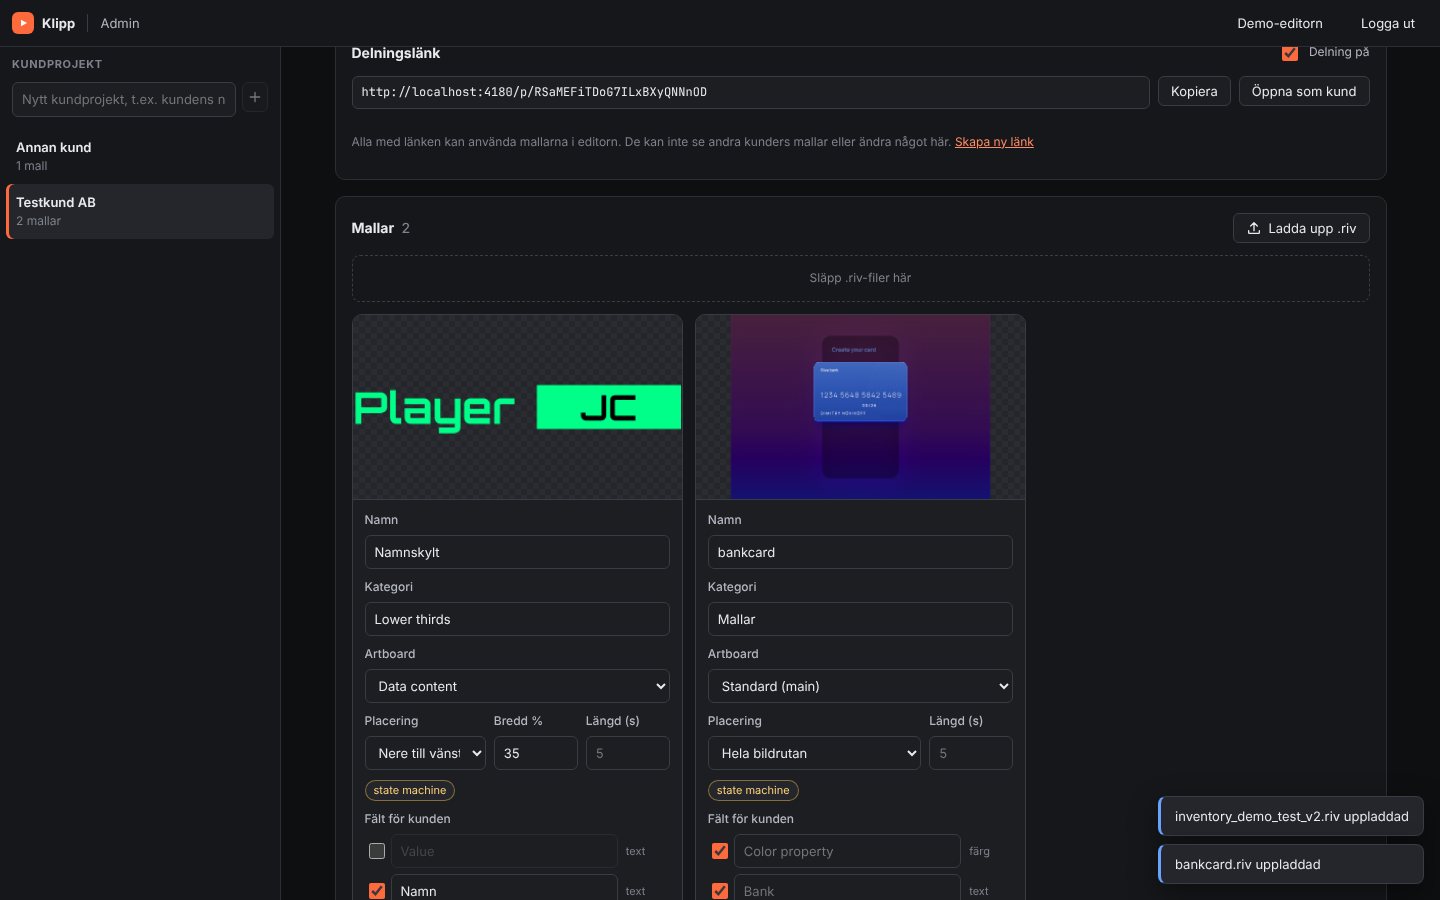 Klipp
Admin
Demo-editorn
Logga ut
KUNDPROJEKT
Nytt kundprojekt, t.ex. kundens n
Annan kund
1 mall
Testkund AB
2 mallar
Delningslänk
Delning på
http://localhost:4180/p/RSaMEFiTDoG7ILxBXyQNNnOD
Kopiera
Öppna som kund
Alla med länken kan använda mallarna i editorn. De kan inte se andra kunders mallar eller ändra något här. Skapa ny länk
Mallar 2
Ladda upp .riv
Släpp .riv-filer här
Player
JC
Create your card
1234 5648 5842 5469
Namn
Namnskylt
Kategori
Lower thirds
Artboard
Data content
Placering
Bredd %
Längd (s)
Nere till vänst
35
5
state machine
Fält för kunden
Value
text
Namn
text
Namn
bankcard
Kategori
Mallar
Artboard
Standard (main)
Placering
Längd (s)
Hela bildrutan
5
state machine
Fält för kunden
Color property
färg
Bank
text
inventory_demo_test_v2.riv uppladdad
bankcard.riv uppladdad